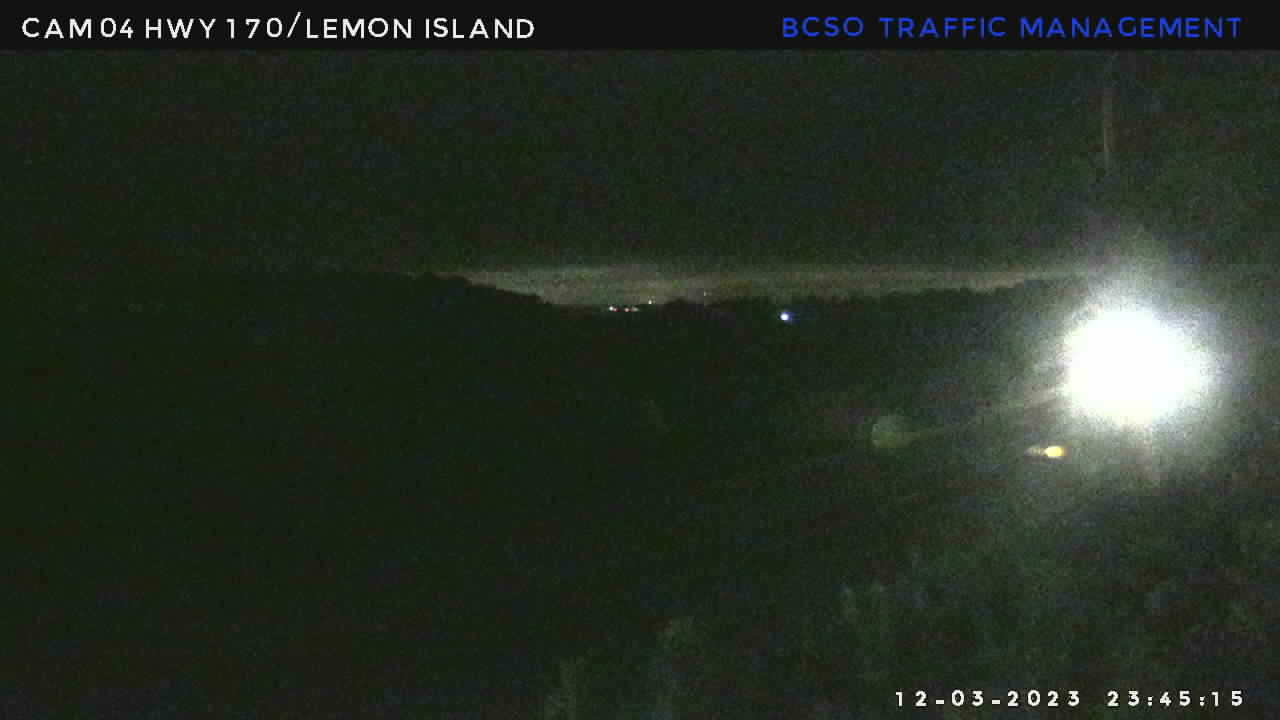 CAM04 HWY 170/LEMON ISLAND
BCSO TRAFFIC MANAGEMENT
12-03-2023 23:45:15